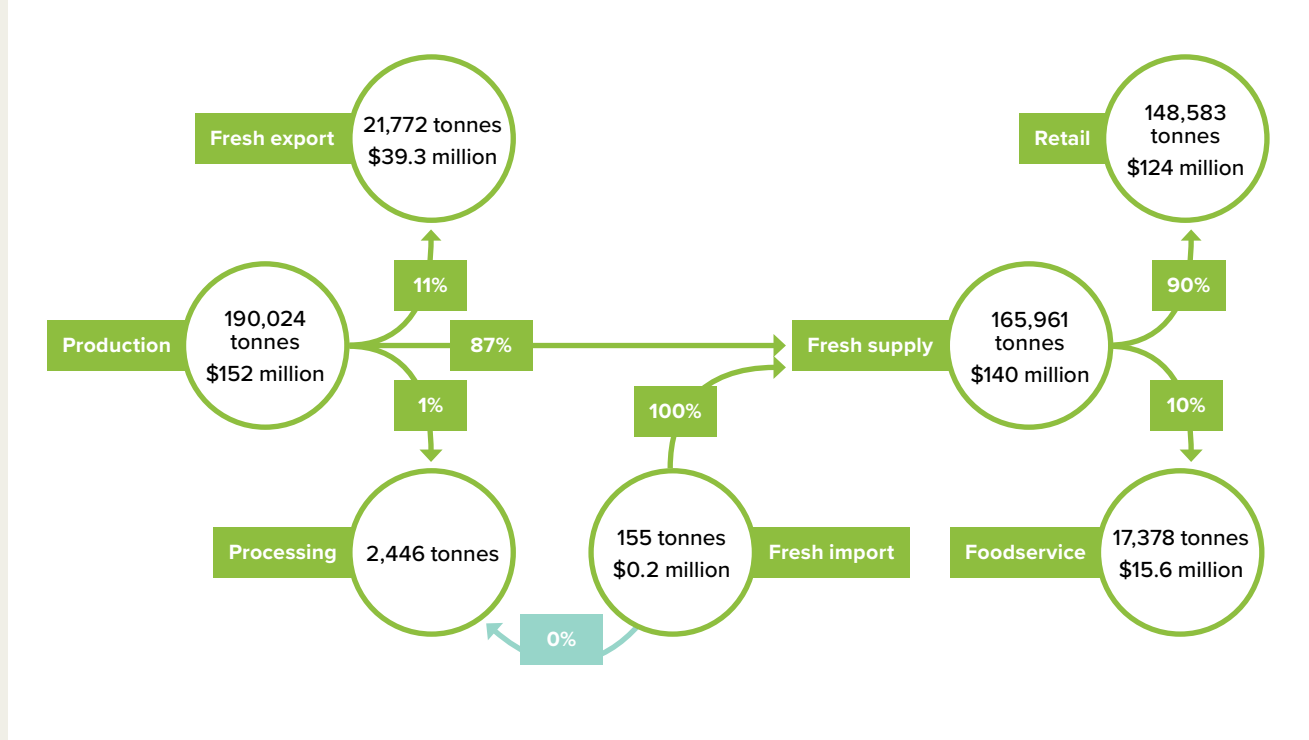 Fresh export
21,772 tonnes
$39.3 million
Retail
148,583
tonnes
$124 million
11%
90%
Production
190,024
tonnes
$152 million
87%
Fresh supply
165,961
tonnes
$140 million
1%
100%
10%
Processing
2,446 tonnes
155 tonnes
$0.2 million
Fresh import
Foodservice
17,378 tonnes
$15.6 million
0%